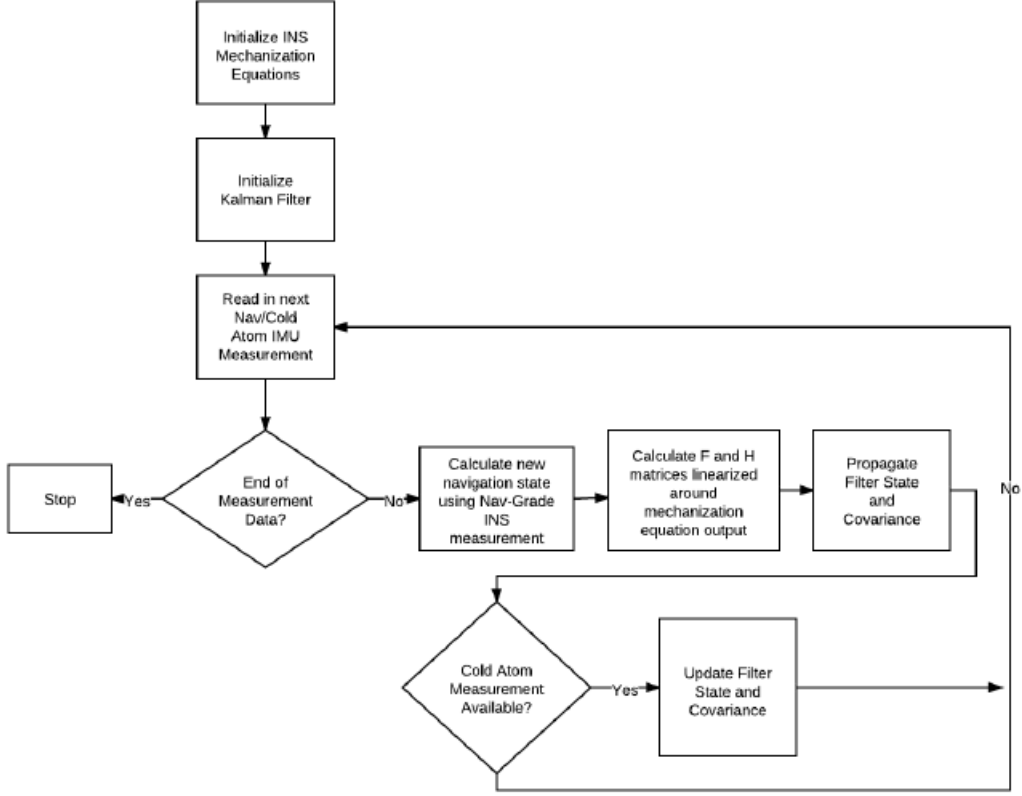 Initialize INS
Mechanization
Equations
Initialize
Kalman Filter
Read in next
Nav/Cold
Atom IMU
Measurement
End of
Measurement
Data?
Yes
Stop
No
Calculate new
navigation state
using Nav-Grade
INS
measurement
Calculate F and H
matrices linearized
around
mechanization
equation output
Propagate
Filter State
and
Covariance
No
Cold Atom
Measurement
Available?
Yes
Update Filter
State and
Covariance